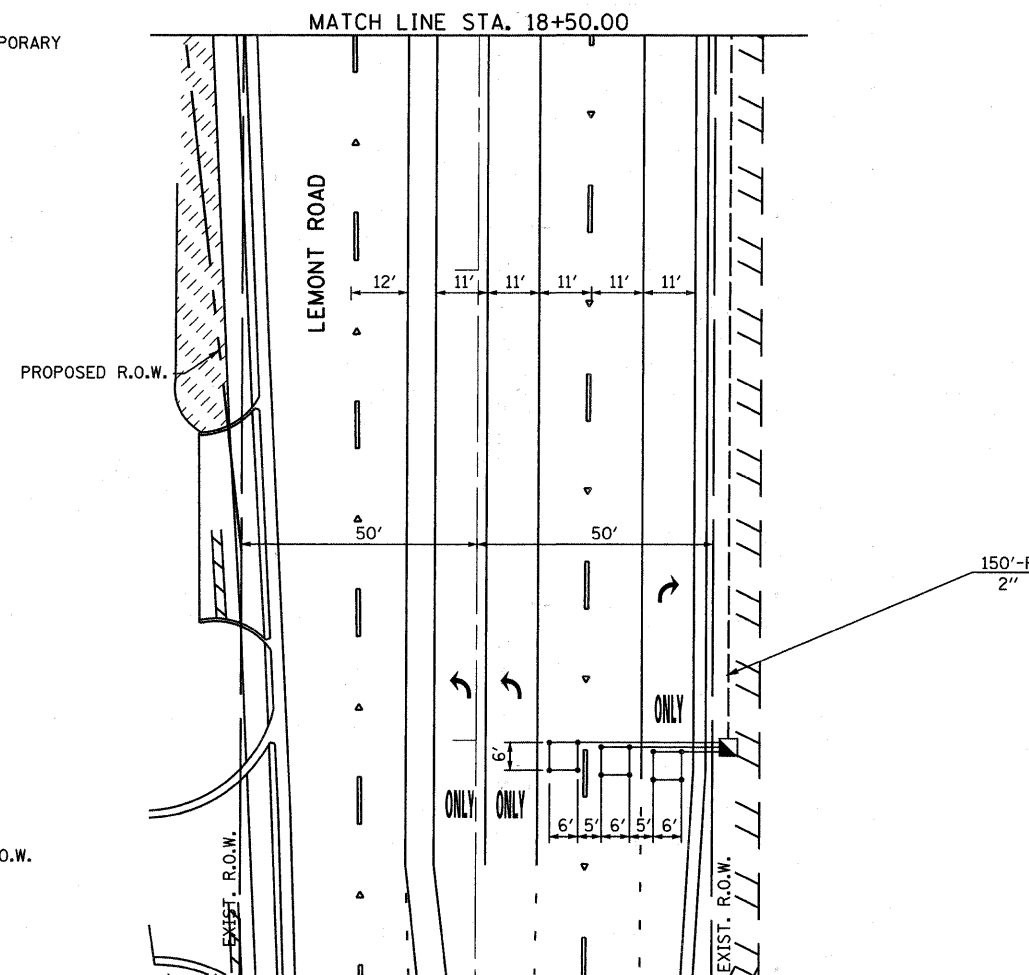 MATCH LINE STA. 18+50.00
PORARY
LEMONT ROAD
12' 11' 11' 11' 11' 11'
PROPOSED R.O.W.
50' 50'
150'-
2"
ONLY
6'
ONLY ONLY
6' 5' 6' 5' 6'
O.W.
EXIST. R.O.W.
EXIST. R.O.W.